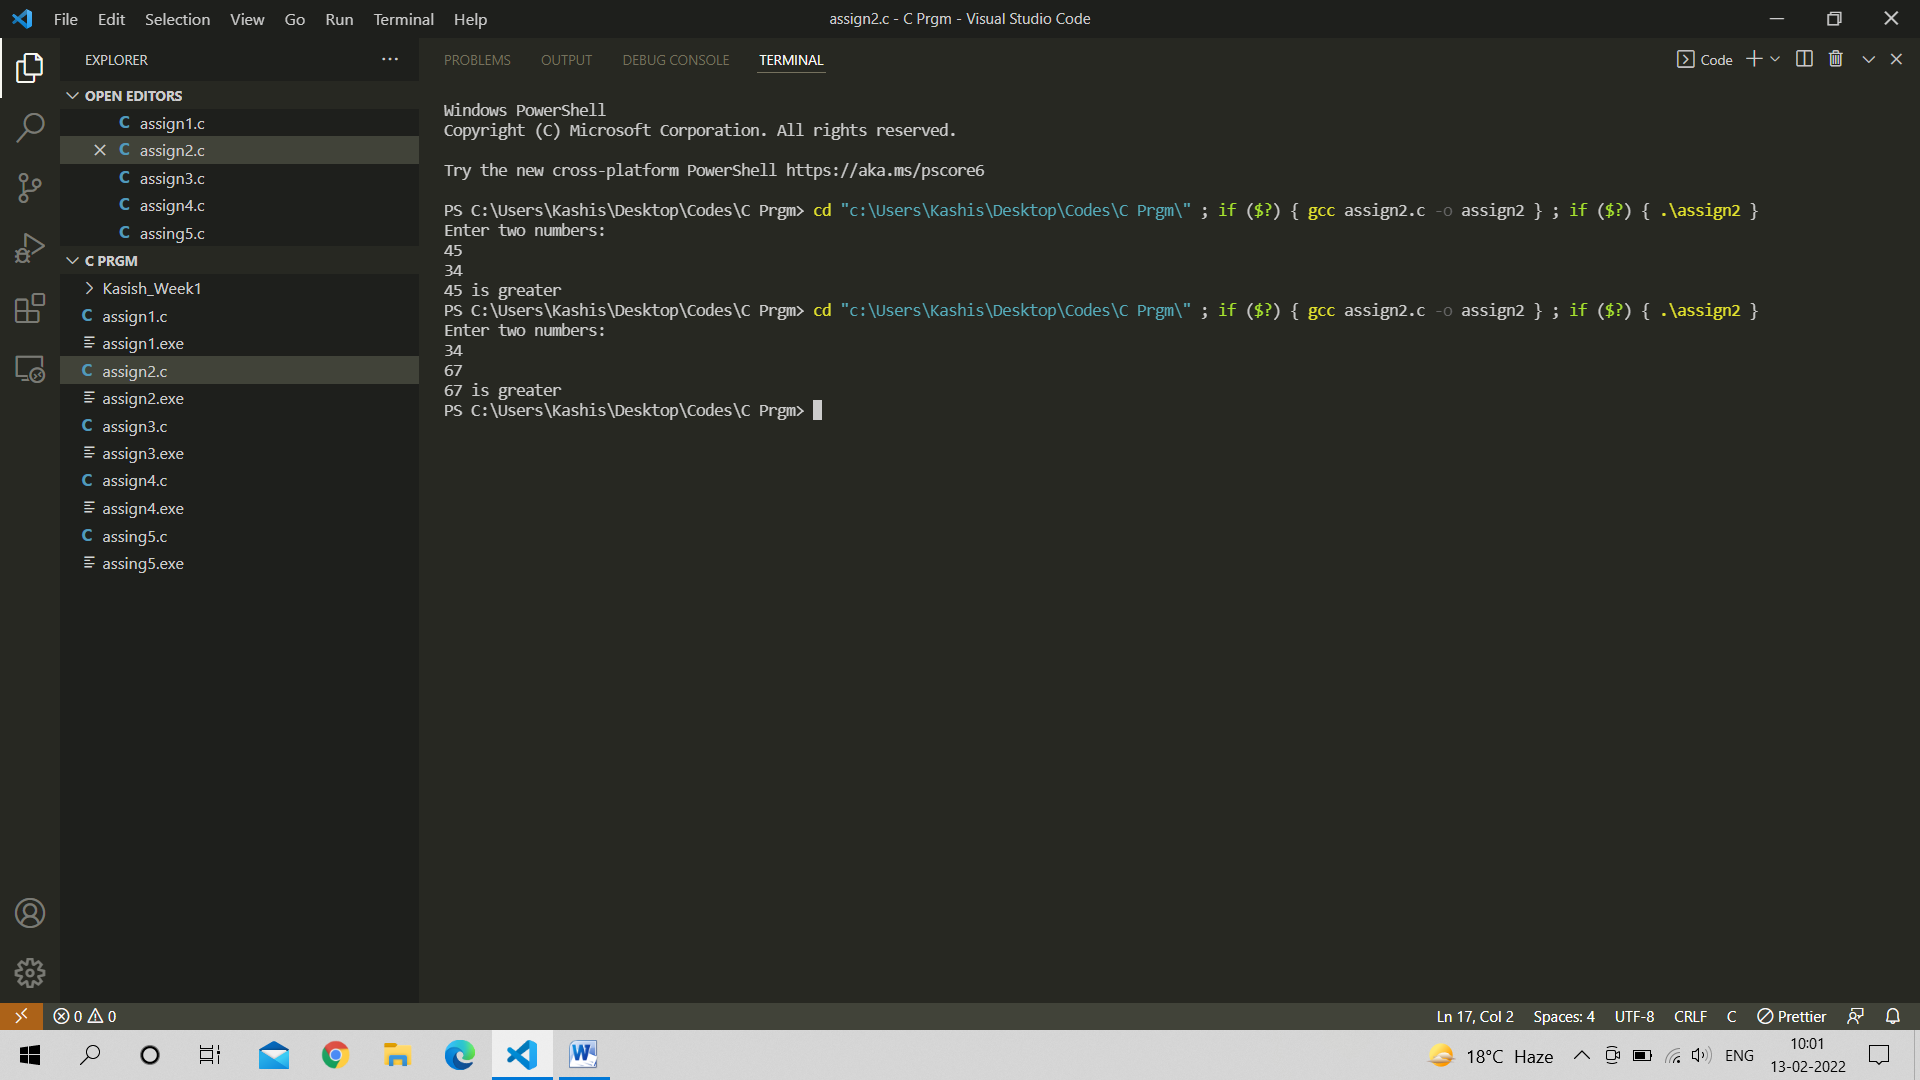 File Edit Selection View Go Run Terminal Help
assign2.c - C Prgm - Visual Studio Code
EXPLORER
OPEN EDITORS
C assign1.c
C assign2.c
C assign3.c
C assign4.c
C assing5.c
C PRGM
Kasish_Week1
C assign1.c
assign1.exe
C assign2.c
assign2.exe
C assign3.c
assign3.exe
C assign4.c
assign4.exe
C assing5.c
assing5.exe
PROBLEMS OUTPUT DEBUG CONSOLE TERMINAL
Code
Windows PowerShell
Copyright (C) Microsoft Corporation. All rights reserved.
Try the new cross-platform PowerShell https://aka.ms/pscore6
PS C:\Users\Kashis\Desktop\Codes\C Prgm> cd "c:\Users\Kashis\Desktop\Codes\C Prgm\" ; if ($?) { gcc assign2.c -o assign2 } ; if ($?) { .\assign2 }
Enter two numbers:
45
34
45 is greater
PS C:\Users\Kashis\Desktop\Codes\C Prgm> cd "c:\Users\Kashis\Desktop\Codes\C Prgm\" ; if ($?) { gcc assign2.c -o assign2 } ; if ($?) { .\assign2 }
Enter two numbers:
34
67
67 is greater
PS C:\Users\Kashis\Desktop\Codes\C Prgm>
0 0
Ln 17, Col 2 Spaces: 4 UTF-8 CRLF C Prettier
18°C Haze
ENG
10:01
13-02-2022